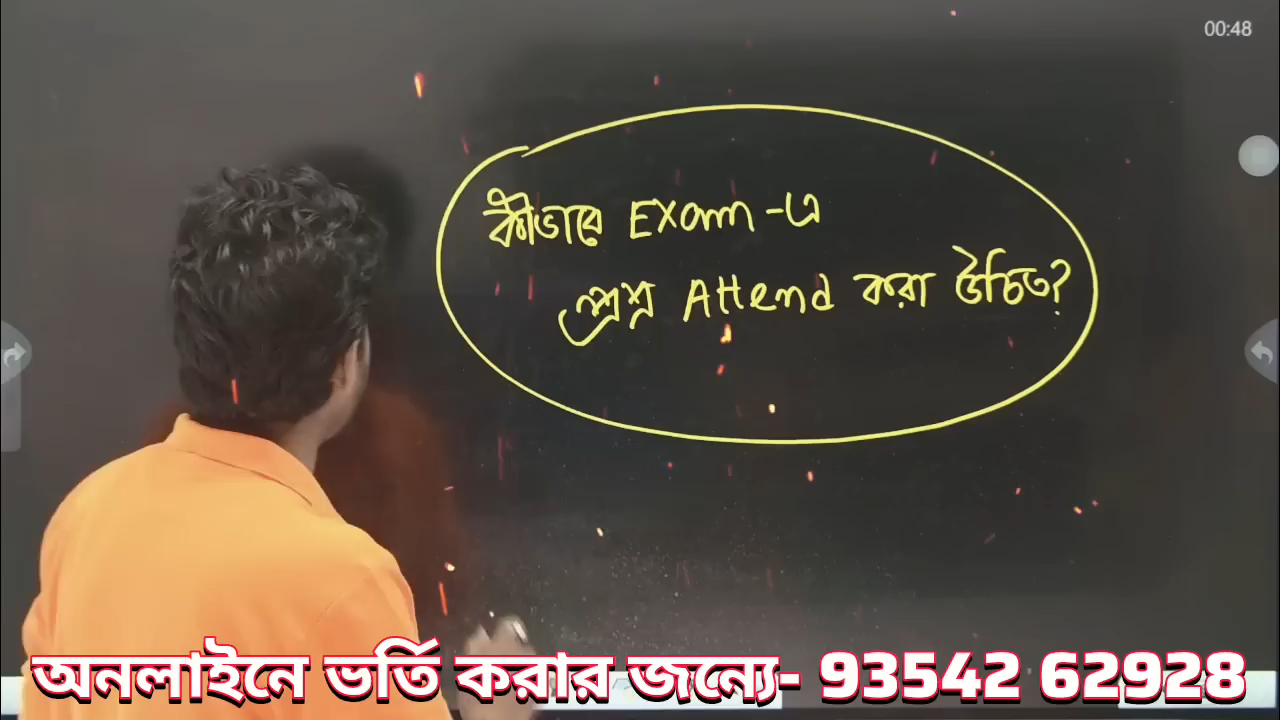 00:48
কীভাবে Exam-এ
প্রশ্ন Attend করা উচিত?
অনলাইনে ভর্তি করার জন্যে- 93542 62928